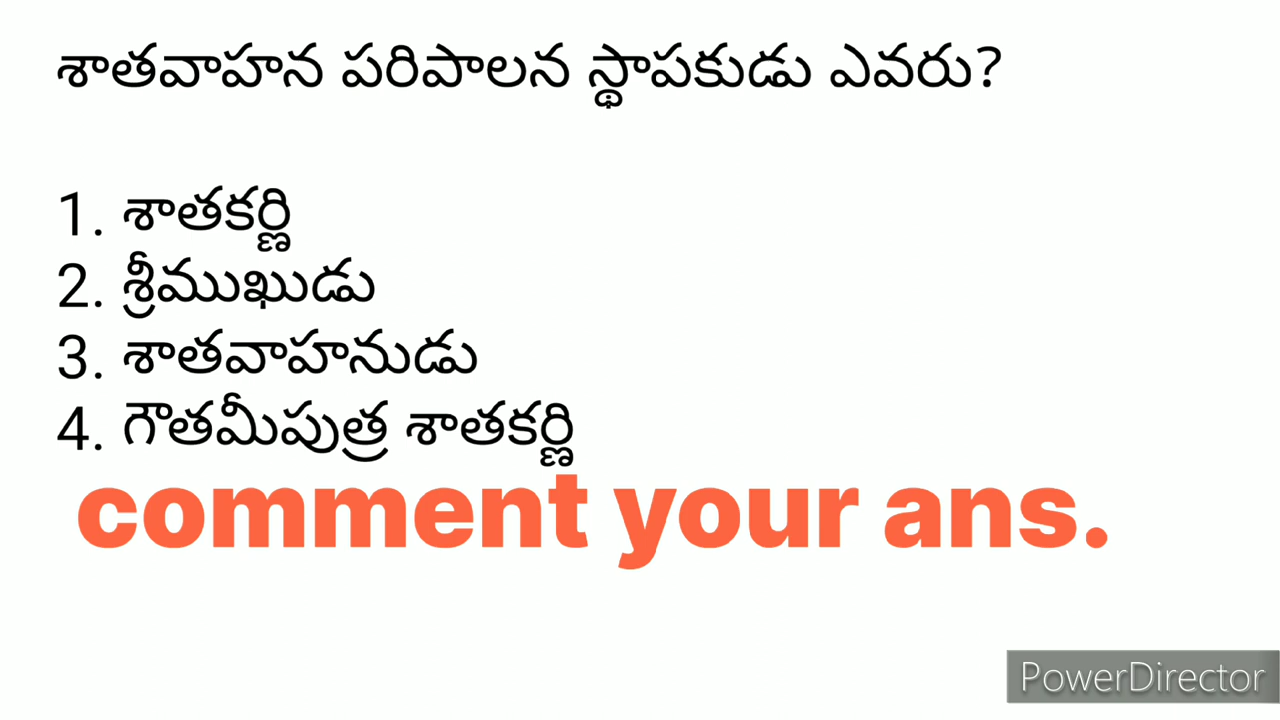 శాతవాహన పరిపాలన స్థాపకుడు ఎవరు?
1. శాతకర్ణి
2. శ్రీముఖుడు
3. శాతవాహనుడు
4. గౌతమీపుత్ర శాతకర్ణి
comment your ans.
PowerDirector